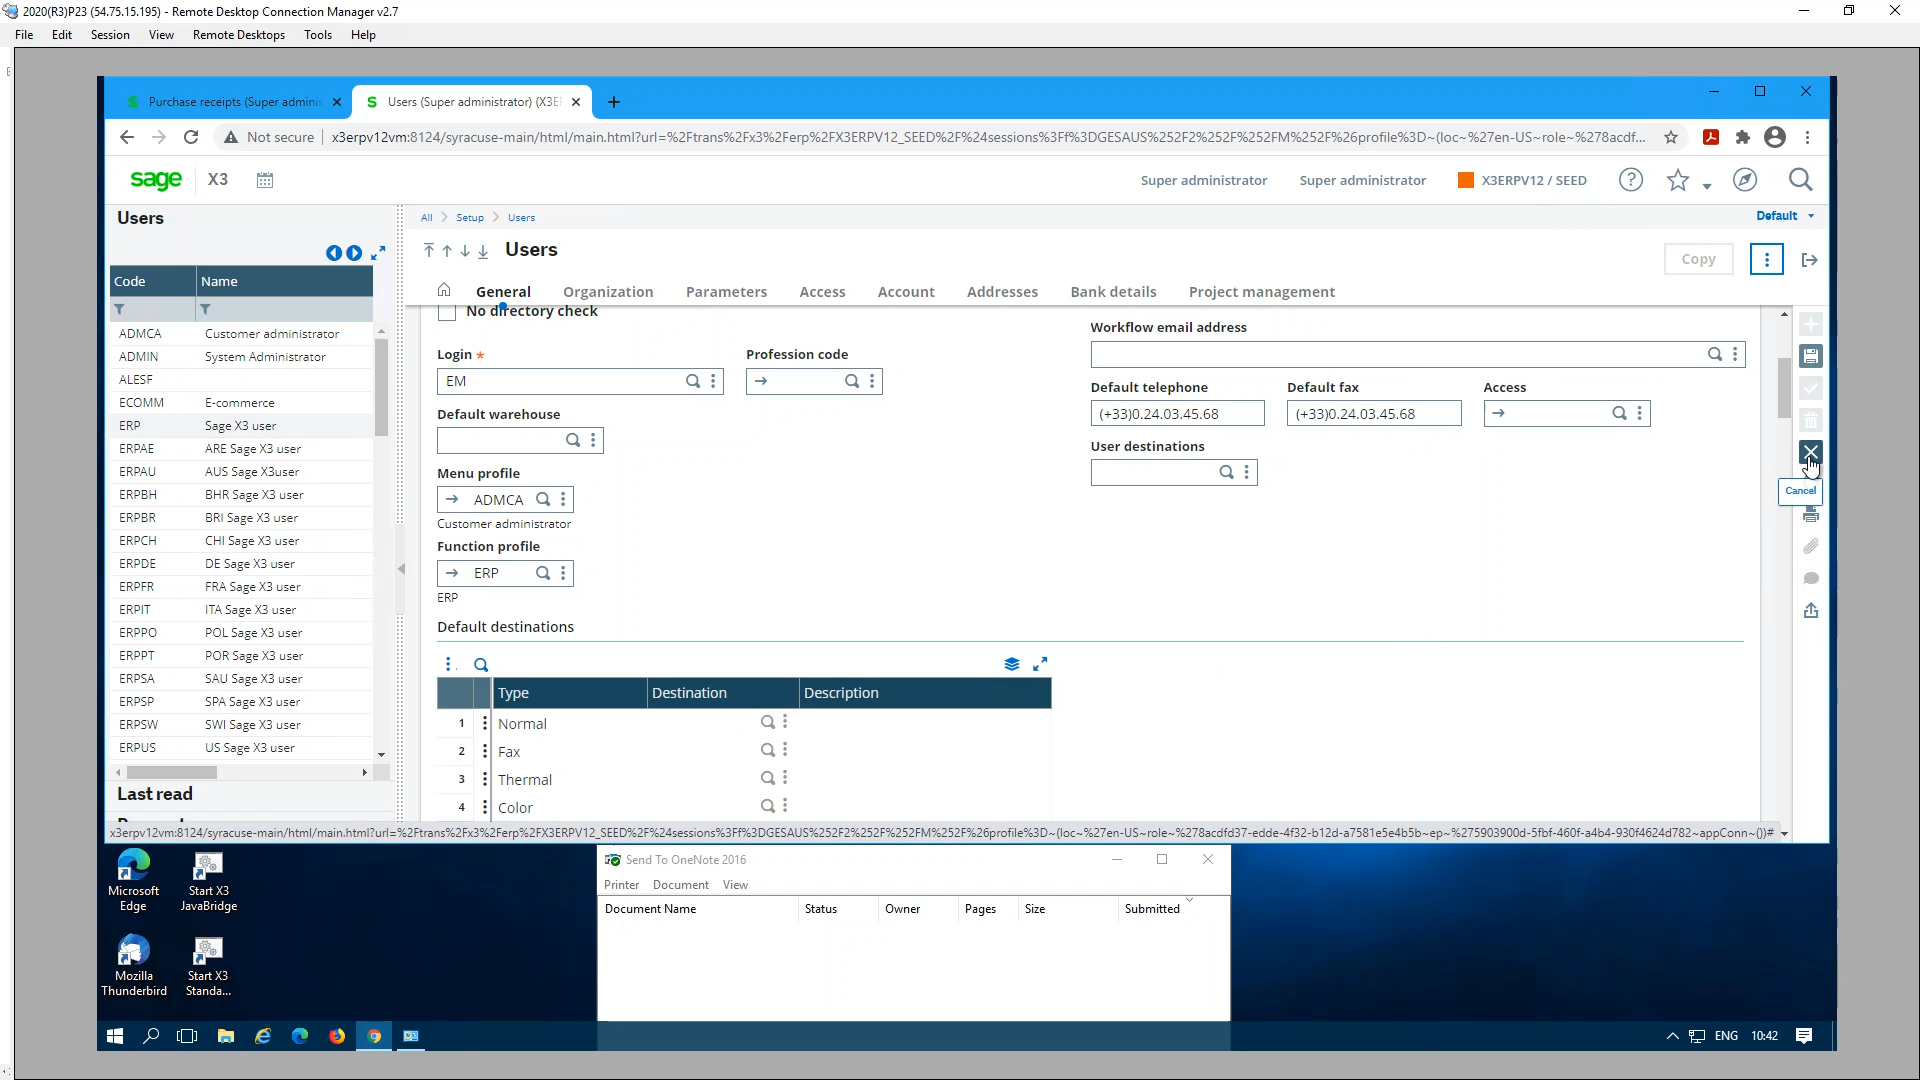 2020(R3)P23 (54.75.15.195) - Remote Desktop Connection Manager v2.7
File Edit Session View Remote Desktops Tools Help
Purchase receipts (Super adminis
Users (Super administrator) (X3E
Not secure x3erpv12vm:8124/syracuse-main/html/main.html?url=%2Ftrans%2Fx3%2Ferp%2FX3ERPV12_SEED%2F%24sessions%3Ff%3DGESAUS%252F2%252F%252FM%252F%26profile%3D~(loc~%27en-US~role~%278acdf...
sage X3
Super administrator Super administrator X3ERPV12 / SEED
Users
All Setup Users
Default
Users
Copy
General Organization Parameters Access Account Addresses Bank details Project management
Code Name
ADMCA Customer administrator
ADMIN System Administrator
ALESF
ECOMM E-commerce
ERP Sage X3 user
ERPAE ARE Sage X3 user
ERPAU AUS Sage X3user
ERPBH BHR Sage X3 user
ERPBR BRI Sage X3 user
ERPCH CHI Sage X3 user
ERPDE DE Sage X3 user
ERPFR FRA Sage X3 user
ERPIT ITA Sage X3 user
ERPPO POL Sage X3 user
ERPPT POR Sage X3 user
ERPSA SAU Sage X3 user
ERPSP SPA Sage X3 user
ERPSW SWI Sage X3 user
ERPUS US Sage X3 user
Last read
No directory check
Login *
EM
Profession code
Default warehouse
Menu profile
ADMCA
Customer administrator
Function profile
ERP
ERP
Workflow email address
Default telephone Default fax Access
(+33)0.24.03.45.68 (+33)0.24.03.45.68
User destinations
Cancel
Default destinations
Type Destination Description
1 Normal
2 Fax
3 Thermal
4 Color
x3erpv12vm:8124/syracuse-main/html/main.html?url=%2Ftrans%2Fx3%2Ferp%2FX3ERPV12_SEED%2F%24sessions%3Ff%3DGESAUS%252F2%252F%252FM%252F%26profile%3D~(loc~%27en-US~role~%278acdfd37-edde-4f32-b12d-a7581e5e4b5b~ep~%275903900d-5fbf-460f-a4b4-930f4624d782~appConn~())#
Microsoft Edge
Start X3 JavaBridge
Mozilla Thunderbird
Start X3 Standa...
Send To OneNote 2016
Printer Document View
Document Name Status Owner Pages Size Submitted
ENG 10:42